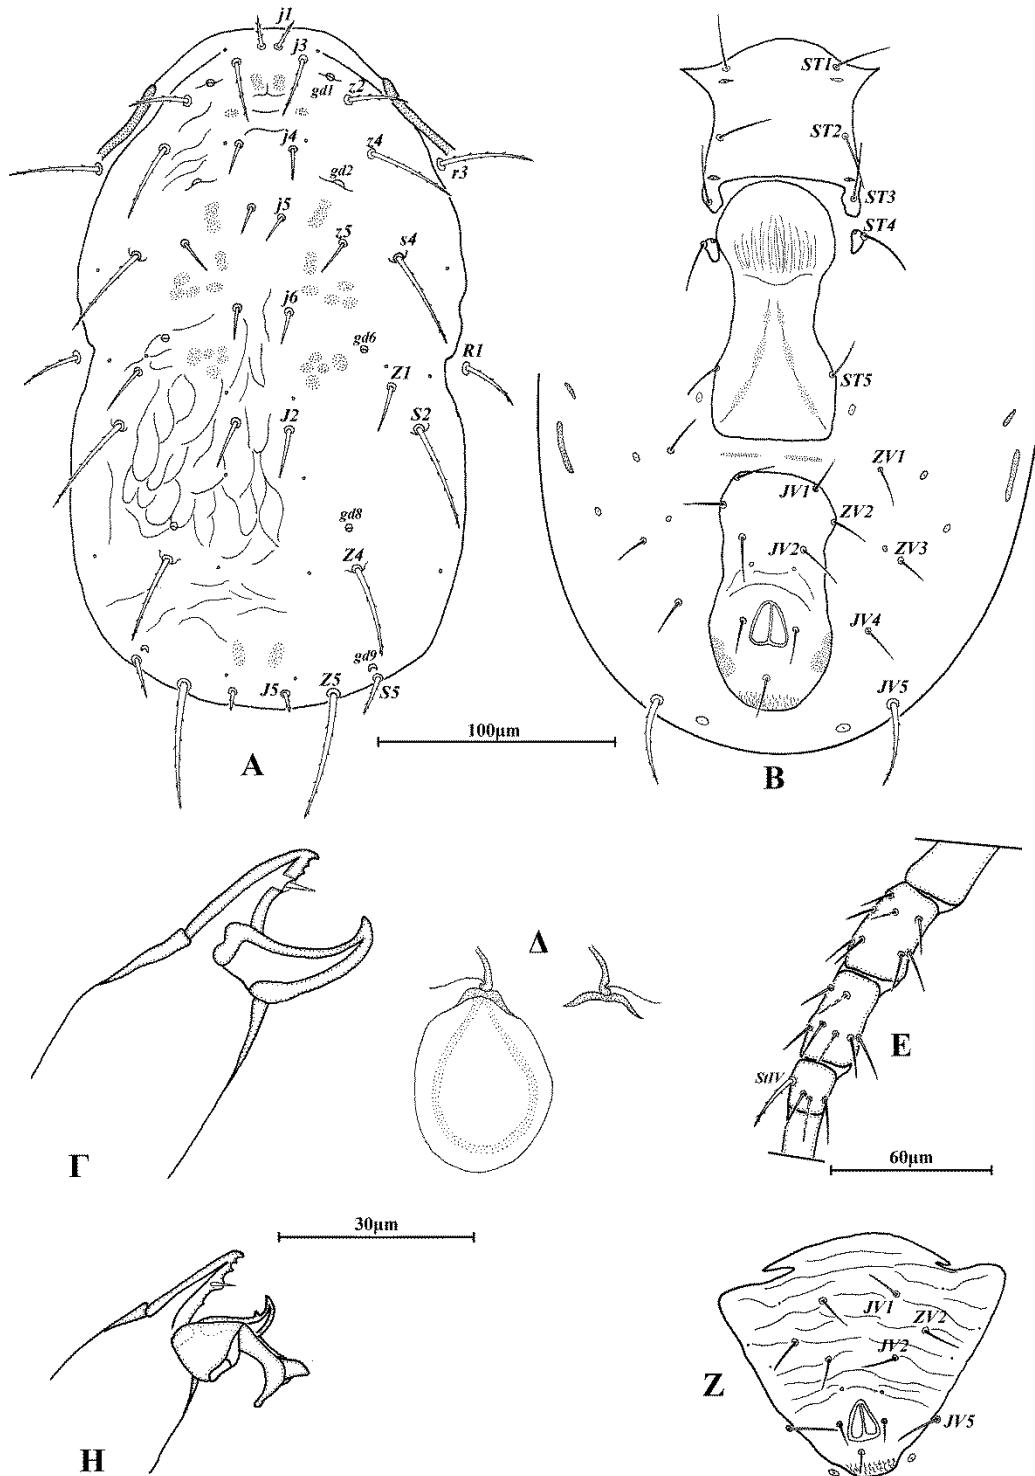 j1
j3
gd1
z2
j4
z4
r3
gd2
j5
z5
s4
j6
gd6
R1
Z1
J2
S2
gd8
Z4
gd9
J5
Z5
S5
A
100μm
ST1
ST2
ST3
ST4
ST5
ZV1
JV1
ZV2
JV2
ZV3
JV4
JV5
B
Γ
Δ
StIV
E
60μm
30μm
H
JV1
ZV2
JV2
JV5
Z